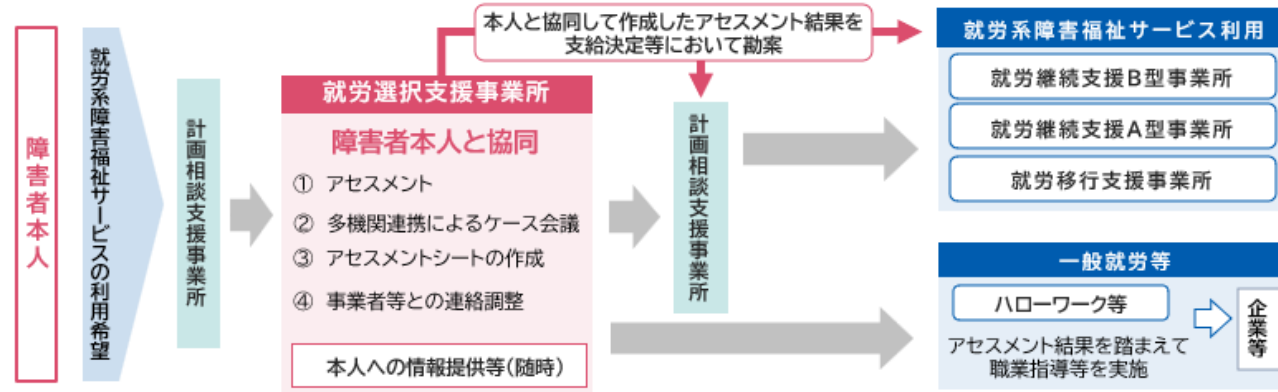 障害者本人
就労系障害福祉サービスの利用希望
計画相談支援事業所
就労選択支援事業所
障害者本人と協同
① アセスメント
② 多機関連携によるケース会議
③ アセスメントシートの作成
④ 事業者等との連絡調整
本人への情報提供等(随時)
本人と協同して作成したアセスメント結果を
支給決定等において勘案
計画相談支援事業所
就労系障害福祉サービス利用
就労継続支援B型事業所
就労継続支援A型事業所
就労移行支援事業所
一般就労等
ハローワーク等
アセスメント結果を踏まえて
職業指導等を実施
企業等